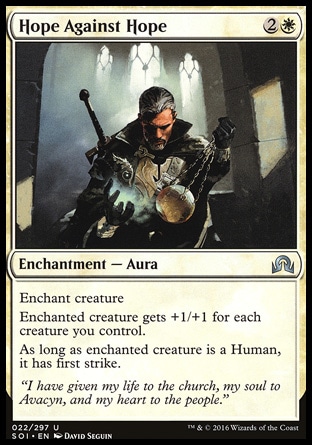 Hope Against Hope 2
Enchantment — Aura
Enchant creature
Enchanted creature gets +1/+1 for each
creature you control.
As long as enchanted creature is a Human,
it has first strike.
“I have given my life to the church, my soul to
Avacyn, and my heart to the people.”
022/297 U
SOI • EN DAVID SEGUIN ™ & © 2016 Wizards of the Coast